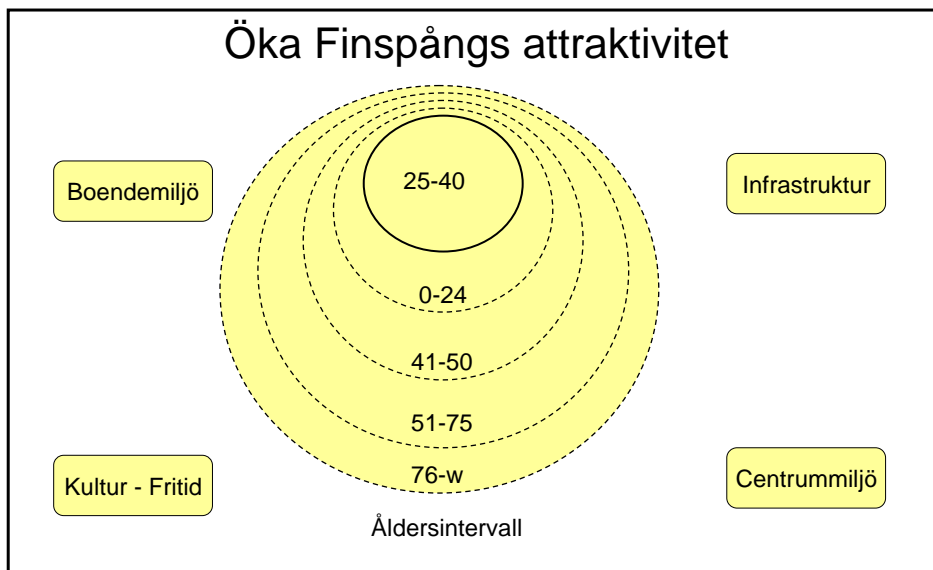 Öka Finspångs attraktivitet
25-40
Boendemiljö
Infrastruktur
0-24
41-50
51-75
76-w
Kultur - Fritid
Centrummiljö
Åldersintervall